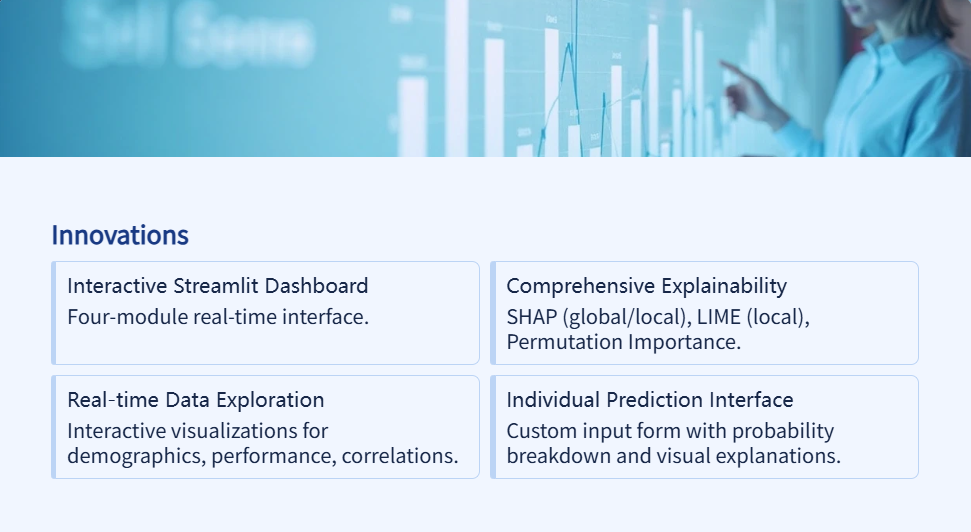 Innovations
Interactive Streamlit Dashboard
Four-module real-time interface.
Comprehensive Explainability
SHAP (global/local), LIME (local),
Permutation Importance.
Real-time Data Exploration
Interactive visualizations for
demographics, performance, correlations.
Individual Prediction Interface
Custom input form with probability
breakdown and visual explanations.